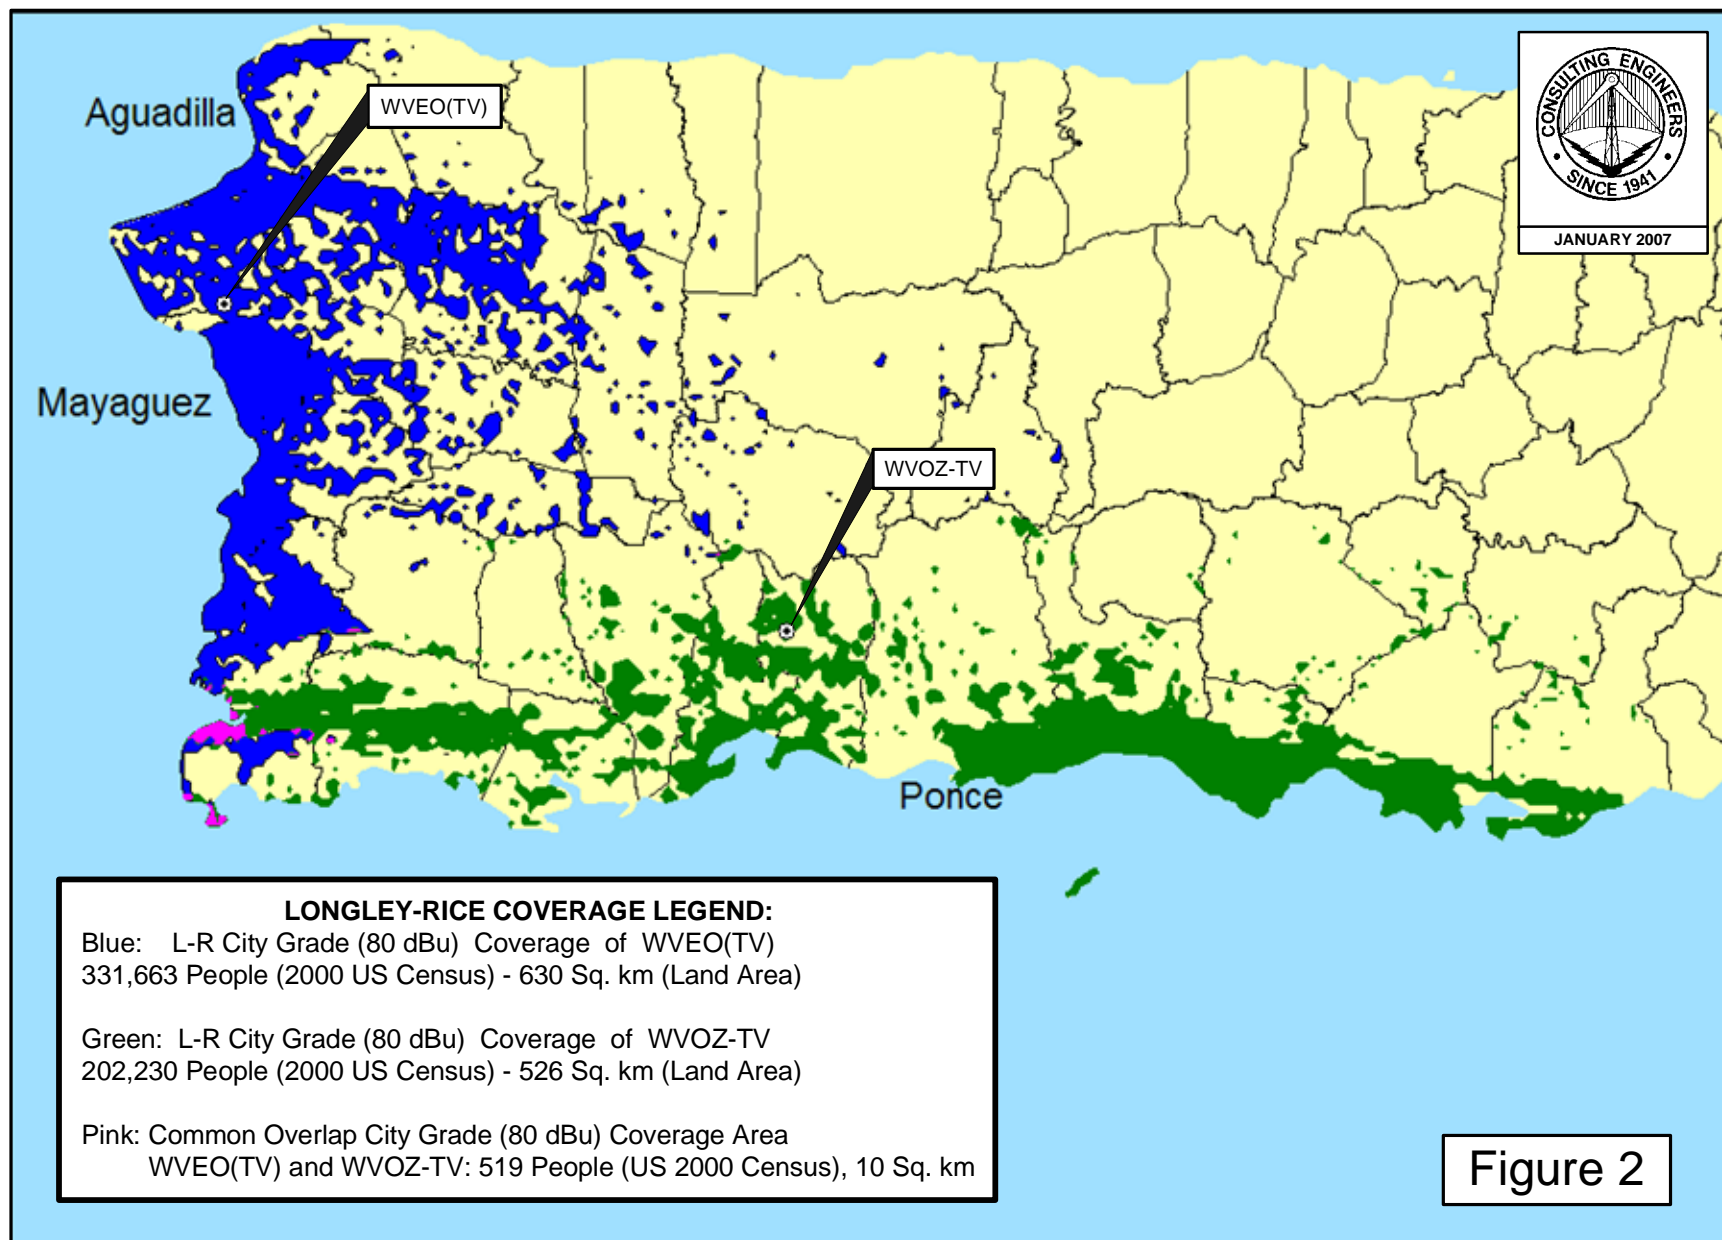 CONSULTING ENGINEERS
SINCE 1941
JANUARY 2007
Aguadilla
WVEO(TV)
Mayaguez
WVOZ-TV
Ponce
LONGLEY-RICE COVERAGE LEGEND:
Blue: L-R City Grade (80 dBu) Coverage of WVEO(TV)
331,663 People (2000 US Census) - 630 Sq. km (Land Area)
Green: L-R City Grade (80 dBu) Coverage of WVOZ-TV
202,230 People (2000 US Census) - 526 Sq. km (Land Area)
Pink: Common Overlap City Grade (80 dBu) Coverage Area
WVEO(TV) and WVOZ-TV: 519 People (US 2000 Census), 10 Sq. km
Figure 2